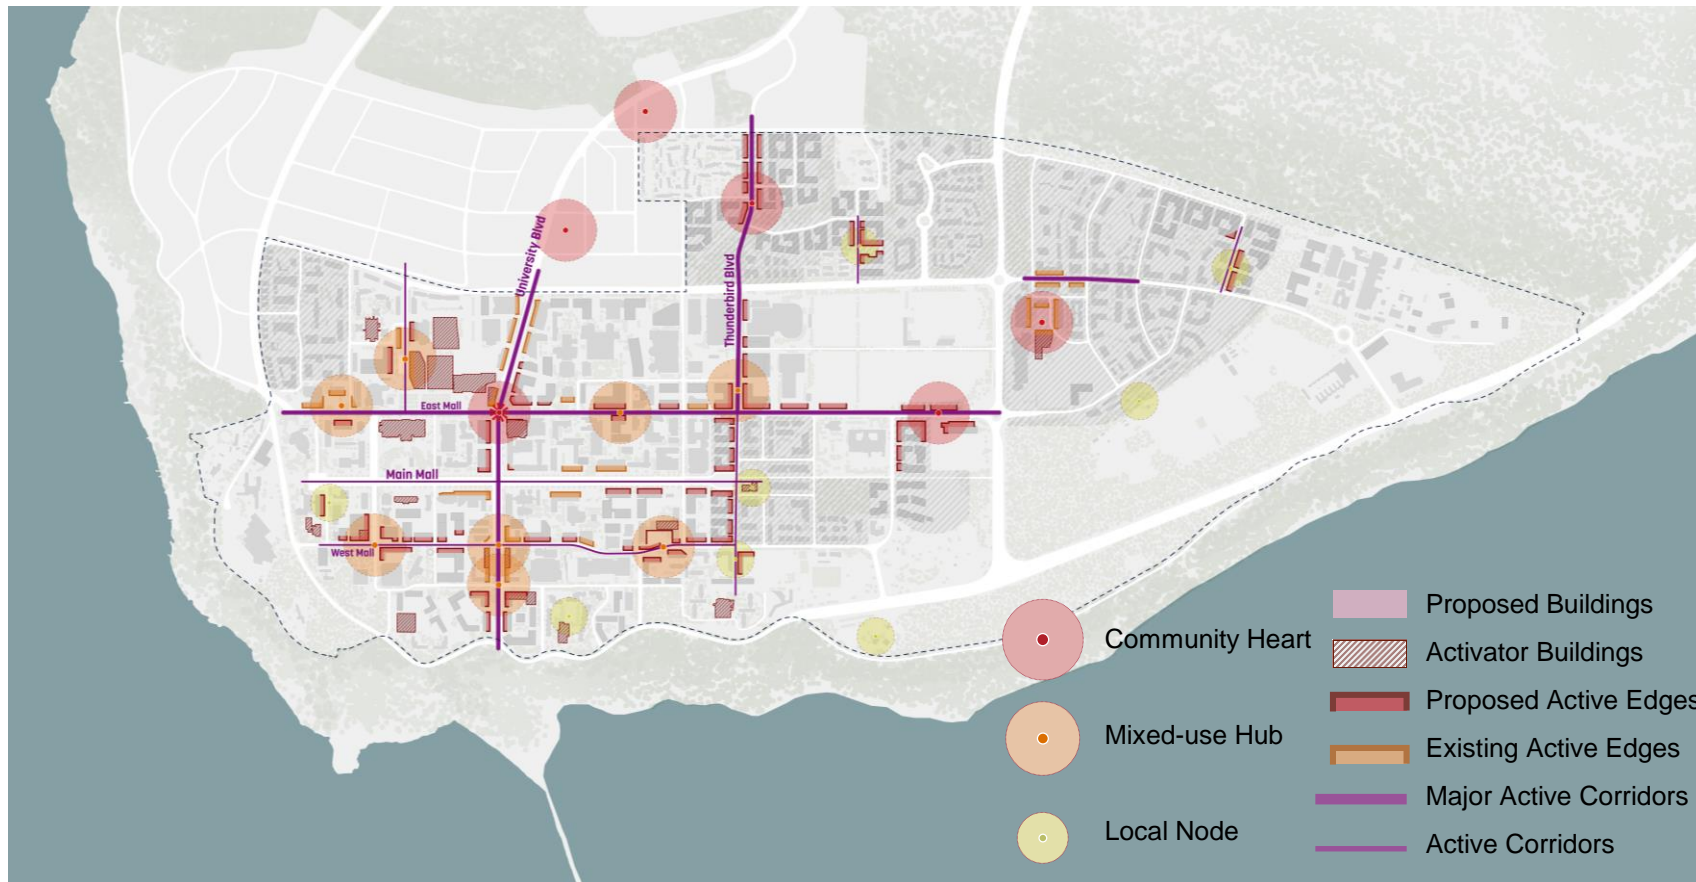 University Blvd
Thunderbird Blvd
East Mall
Main Mall
West Mall
Community Heart
Mixed-use Hub
Local Node
Proposed Buildings
Activator Buildings
Proposed Active Edges
Existing Active Edges
Major Active Corridors
Active Corridors